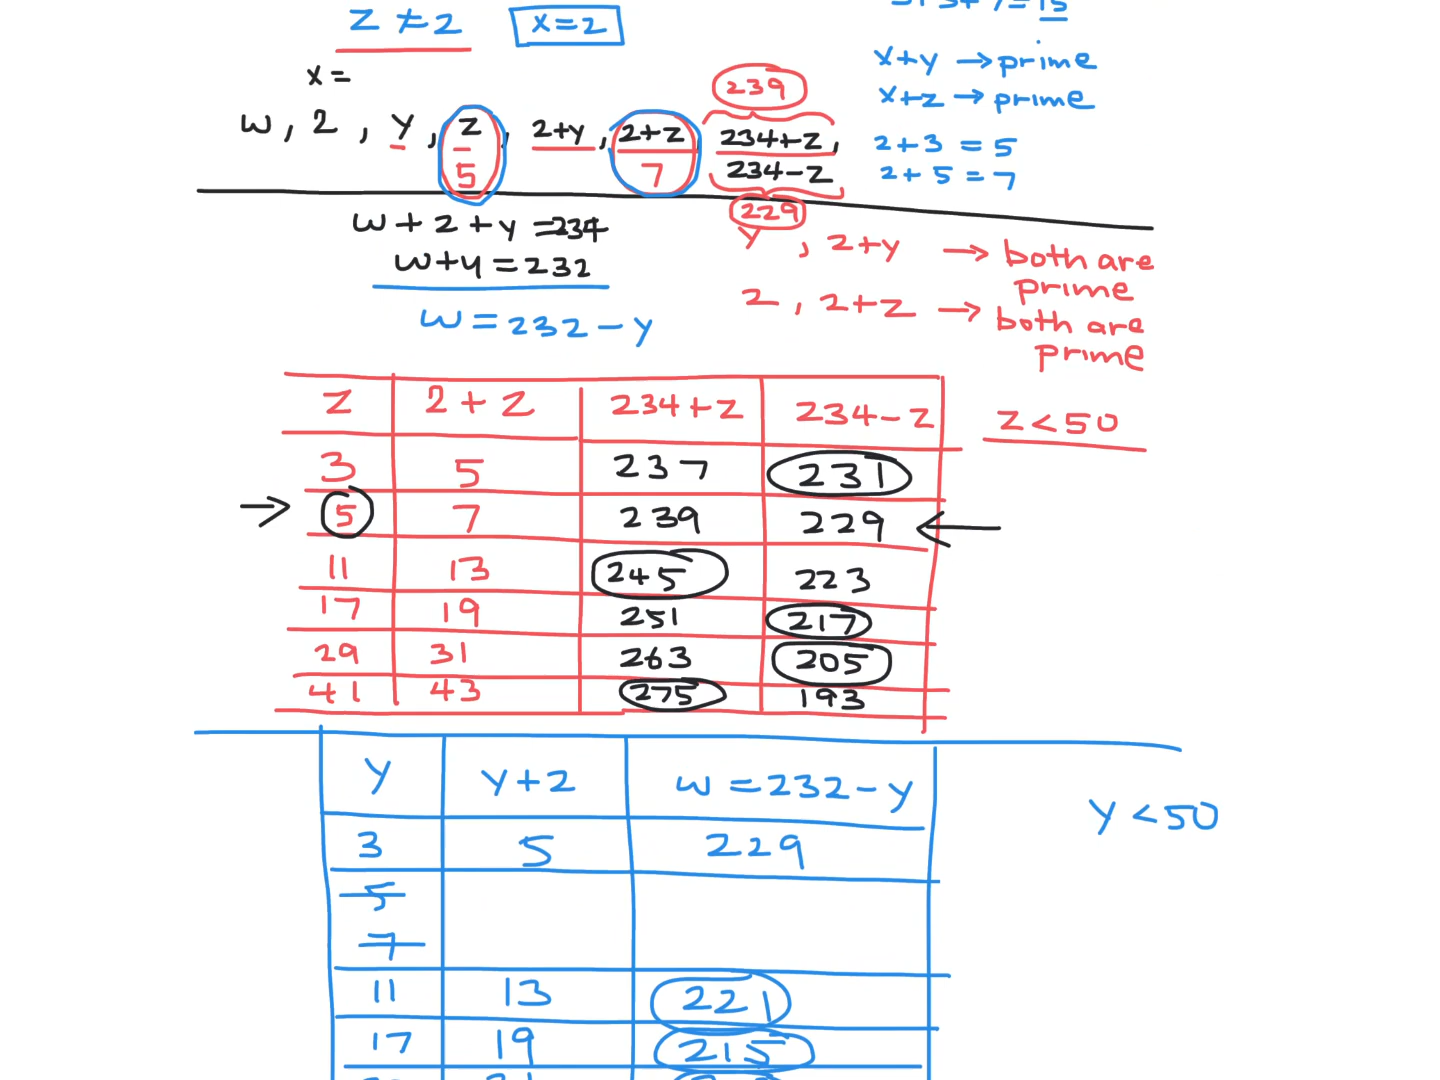 z ≠ 2
x = 2
x =
x+y → prime
x+z → prime
239
w, 2, y, z, 2+y, 2+z, 234+z,
5 7 234-z
2+3 = 5
2+5 = 7
229
w + 2 + y = 234
w+y = 232
w = 232 - y
y, 2+y → both are prime
z, 2+z → both are prime
z 2+z 234+z 234-z
z < 50
3 5 237 231
→ 5 7 239 229 ←
11 13 245 223
17 19 251 217
29 31 263 205
41 43 275 193
y y+2 w = 232-y
y < 50
3 5 229
5
7
11 13 221
17 19 215